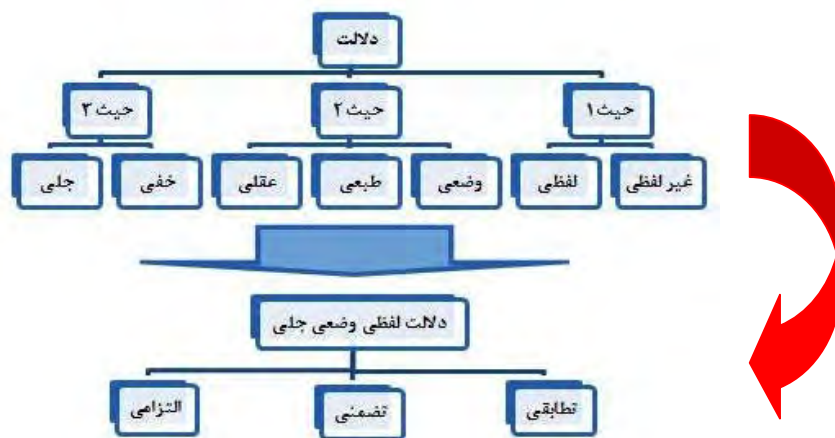 دلالت
حیث ۱
حیث ۲
حیث ۳
غیر لفظی
لفظی
وضعی
طبعی
عقلی
خفی
جلی
دلالت لفظی وضعی جلی
تطابقی
تضمنی
التزامی